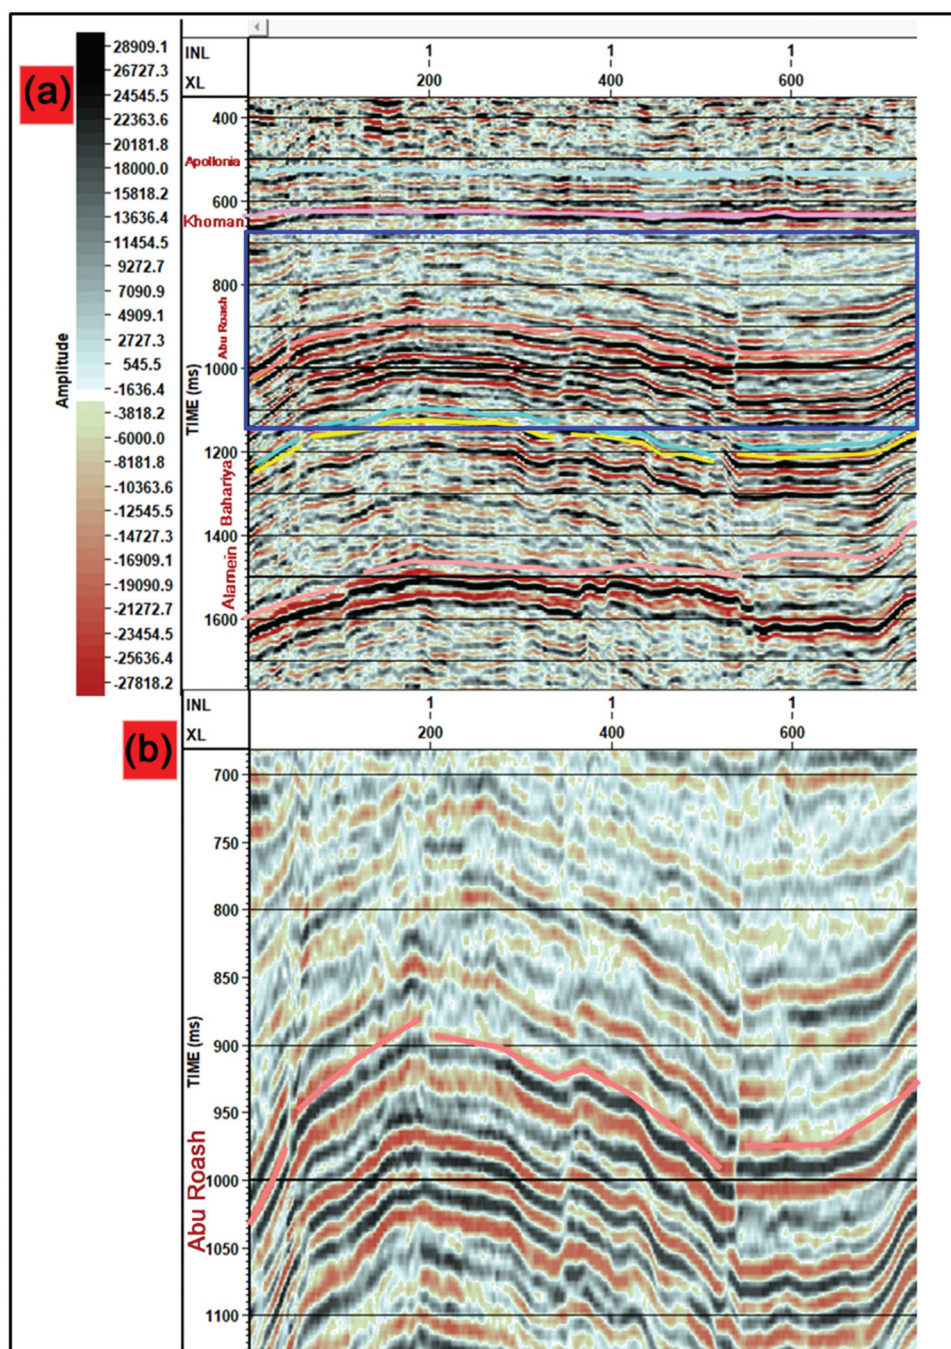 (a)
28909.1
26727.3
24545.5
22363.6
20181.8
18000.0
15818.2
13636.4
11454.5
9272.7
7090.9
4909.1
2727.3
545.5
-1636.4
-3818.2
-6000.0
-8181.8
-10363.6
-12545.5
-14727.3
-16909.1
-19090.9
-21272.7
-23454.5
-25636.4
-27818.2
Amplitude
INL 1 1 1
XL 200 400 600
TIME (ms)
400
600
800
1000
1200
1400
1600
Apollonia
Khoman
Abu Roash
Bahariya
Alamein
(b)
INL 1 1 1
XL 200 400 600
TIME (ms)
700
750
800
850
900
950
1000
1050
1100
Abu Roash